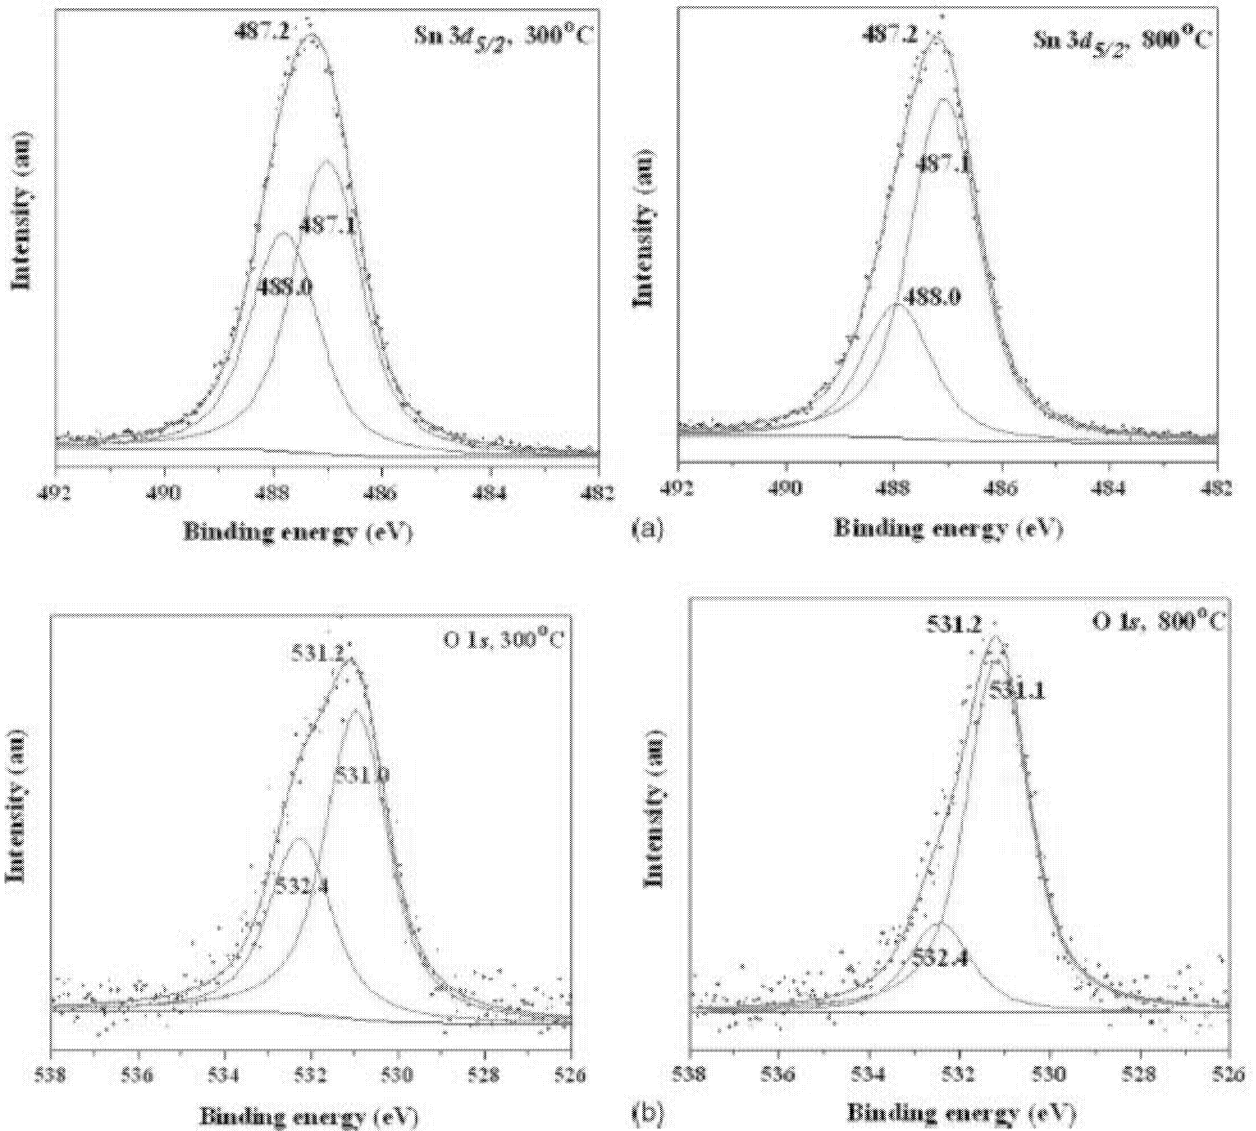 487.2
Sn 3d5/2, 300°C
Intensity (au)
487.1
488.0
492 490 488 486 484 482
Binding energy (eV)
487.2
Sn 3d5/2, 800°C
Intensity (au)
487.1
488.0
492 490 488 486 484 482
Binding energy (eV)
(a)
O 1s, 300°C
531.2
Intensity (au)
531.0
532.4
538 536 534 532 530 528 526
Binding energy (eV)
531.2
O 1s, 800°C
531.1
Intensity (au)
532.4
538 536 534 532 530 528 526
Binding energy (eV)
(b)